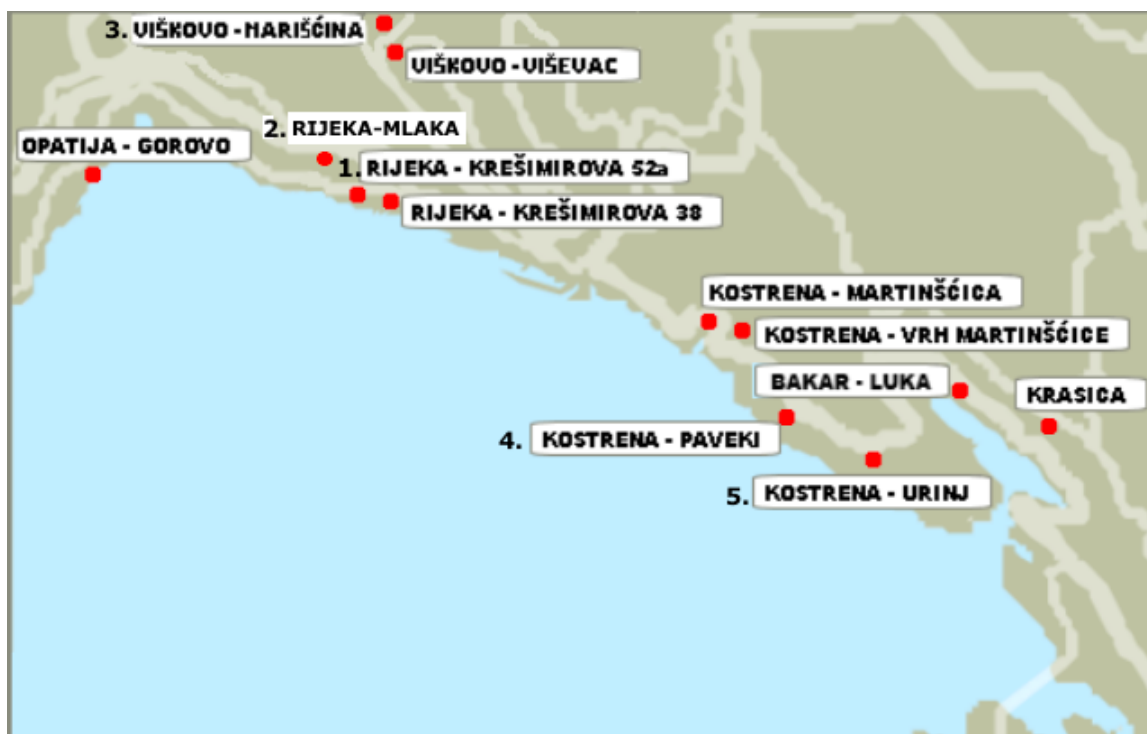 3. VIŠKOVO - MARIŠĆINA
VIŠKOVO - VIŠEVAC
2. RIJEKA-MLAKA
OPATIJA - GOROVO
1. RIJEKA - KREŠIMIROVA 52a
RIJEKA - KREŠIMIROVA 38
KOSTRENA - MARTINŠĆICA
KOSTRENA - VRH MARTINŠĆICE
BAKAR - LUKA
KRASICA
4. KOSTRENA - PAVEKI
5. KOSTRENA - URINJ